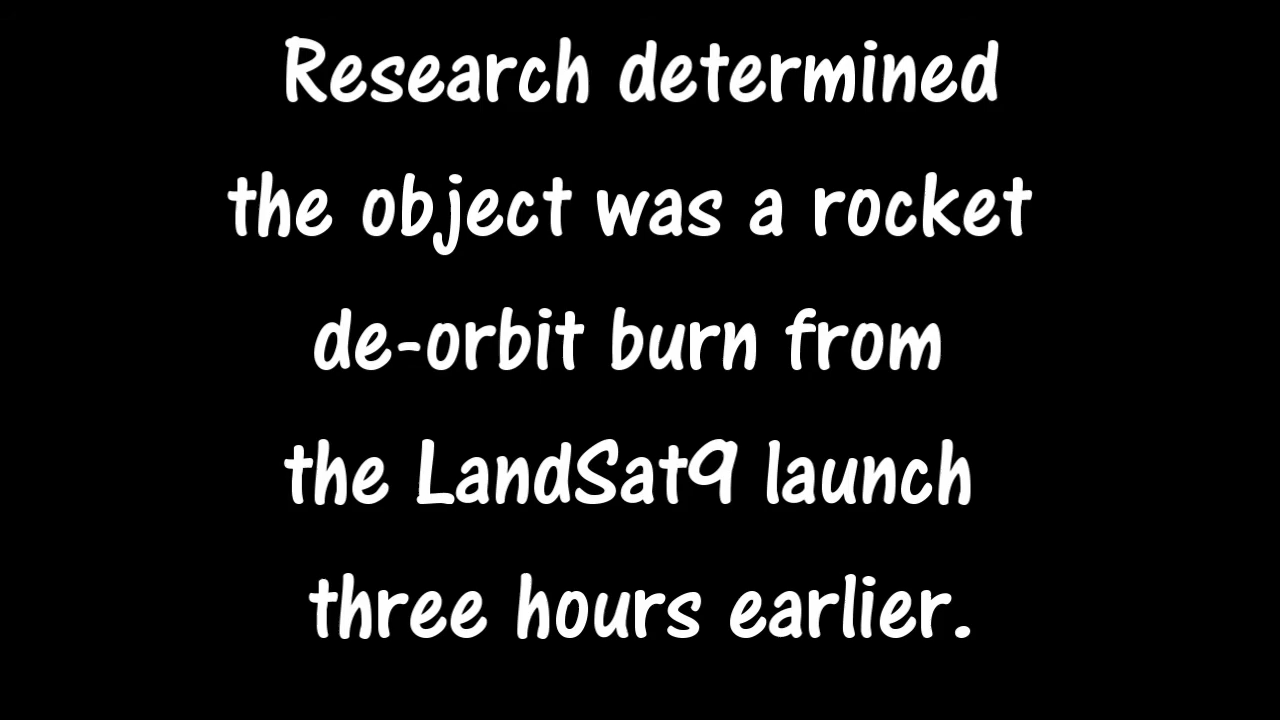 Research determined
the object was a rocket
de-orbit burn from
the LandSat9 launch
three hours earlier.